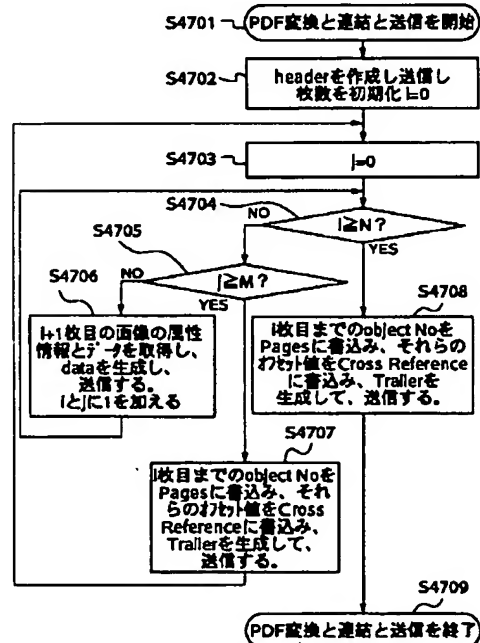 S4701
PDF変換と連結と送信を開始
S4702
headerを作成し送信し
枚数を初期化 i=0
S4703
j=0
S4704
NO
i≧N?
YES
S4705
NO
j≧M?
YES
S4706
i+1枚目の画像の属性
情報とデータを取得し、
dataを生成し、
送信する。
iとjに1を加える
S4708
i枚目までのobject Noを
Pagesに書込み、それらの
オフセット値をCross Reference
に書込み、Trailerを
生成して、送信する。
S4707
i枚目までのobject Noを
Pagesに書込み、それ
らのオフセット値をCross
Referenceに書込み、
Trailerを生成して、
送信する。
S4709
PDF変換と連結と送信を終了